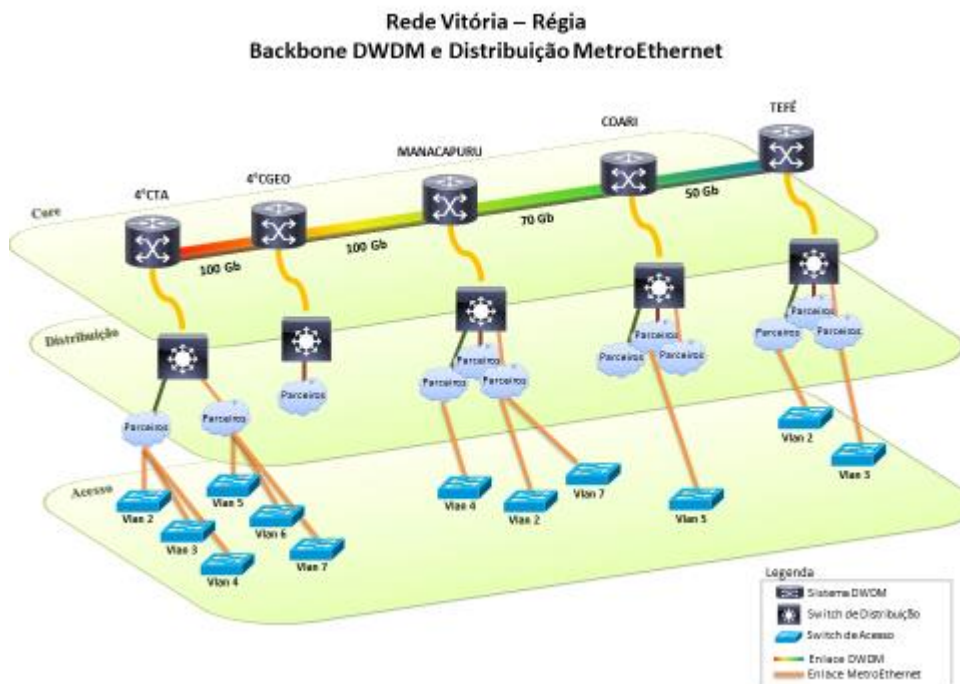 Rede Vitória – Régia
Backbone DWDM e Distribuição MetroEthernet
TEFÉ
COARI
MANACAPURU
4°CGEO
4°CTA
Core
50 Gb
70 Gb
100 Gb
100 Gb
Distribuição
Parceiros
Parceiros
Parceiros
Parceiros
Parceiros
Parceiros
Parceiros
Parceiros
Parceiros
Parceiros
Parceiros
Parceiros
Acesso
Vlan 2
Vlan 3
Vlan 4
Vlan 5
Vlan 6
Vlan 7
Vlan 4
Vlan 2
Vlan 7
Vlan 5
Vlan 2
Vlan 3
Legenda
Sistema DWDM
Switch de Distribuição
Switch de Acesso
Enlace DWDM
Enlace MetroEthernet